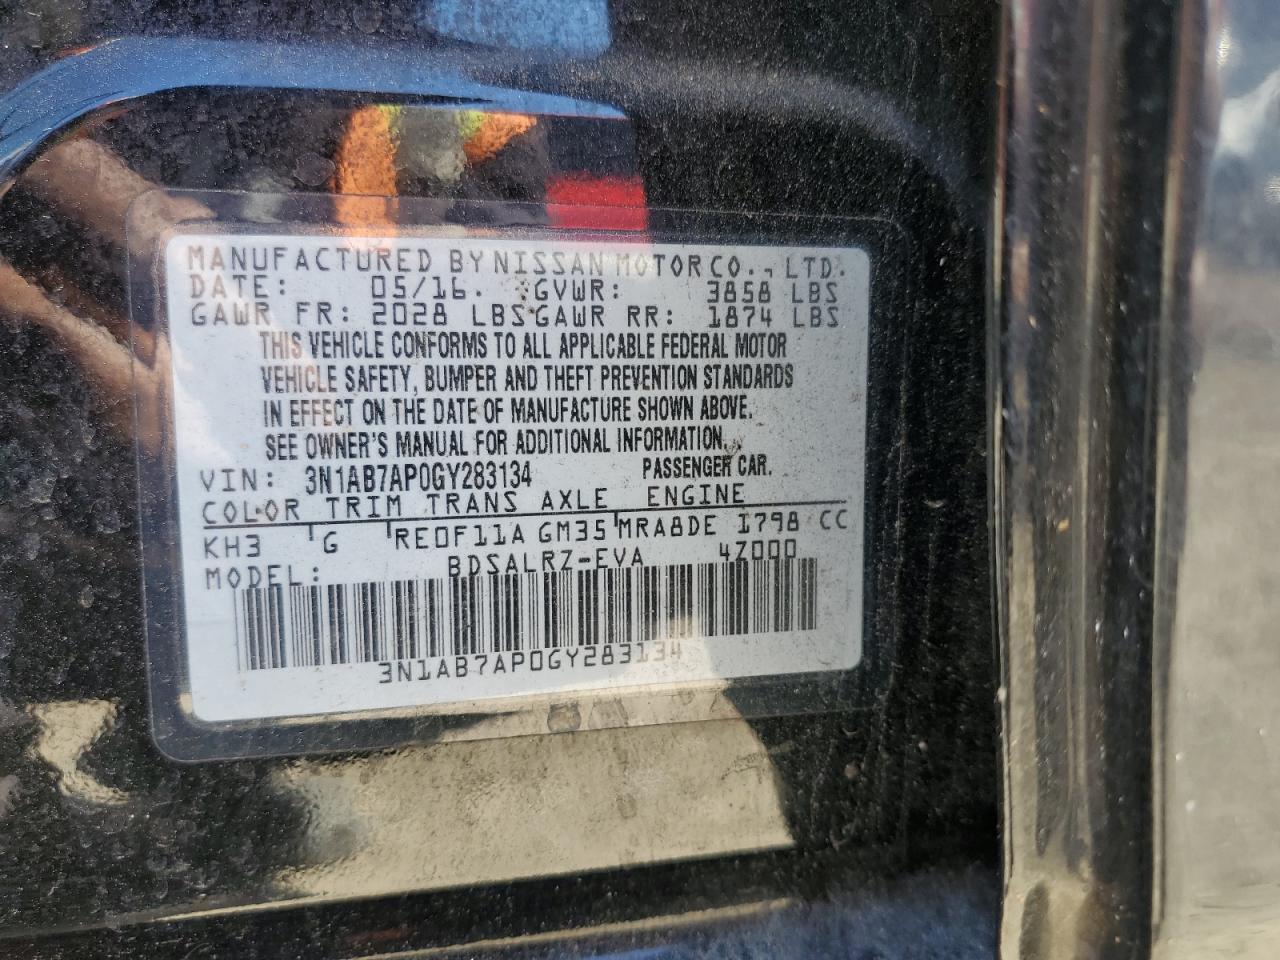 MANUFACTURED BY NISSAN MOTOR CO., LTD.
DATE: 05/16. GVWR: 3858 LBS
GAWR FR: 2028 LBS GAWR RR: 1874 LBS
THIS VEHICLE CONFORMS TO ALL APPLICABLE FEDERAL MOTOR
VEHICLE SAFETY, BUMPER AND THEFT PREVENTION STANDARDS
IN EFFECT ON THE DATE OF MANUFACTURE SHOWN ABOVE.
SEE OWNER'S MANUAL FOR ADDITIONAL INFORMATION.
VIN: 3N1AB7AP0GY283134 PASSENGER CAR.
COLOR TRIM TRANS AXLE ENGINE
KH3 G RE0F11A GM35 MRA8DE 1798 CC
MODEL: BDSALRZ-EVA 4Z000
3N1AB7AP0GY283134